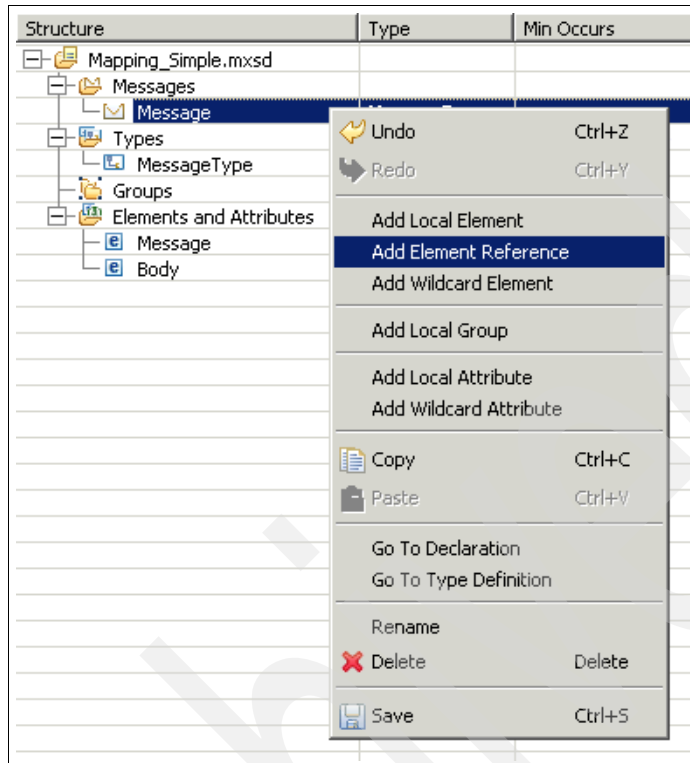 Structure Type Min Occurs
Mapping_Simple.mxsd
Messages
Message
Types
MessageType
Groups
Elements and Attributes
Message
Body
Undo Ctrl+Z
Redo Ctrl+Y
Add Local Element
Add Element Reference
Add Wildcard Element
Add Local Group
Add Local Attribute
Add Wildcard Attribute
Copy Ctrl+C
Paste Ctrl+V
Go To Declaration
Go To Type Definition
Rename
Delete Delete
Save Ctrl+S